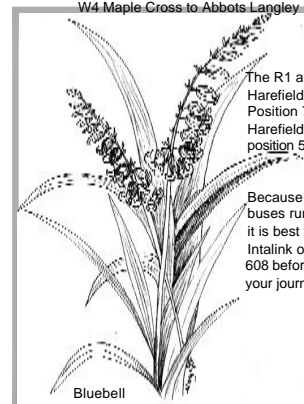 W4 Maple Cross to Abbots Langley
The R1 a
Harefield
Position 7
Harefield
position 5
Because
buses run
it is best
Intalink o
608 before
your journ
Bluebell